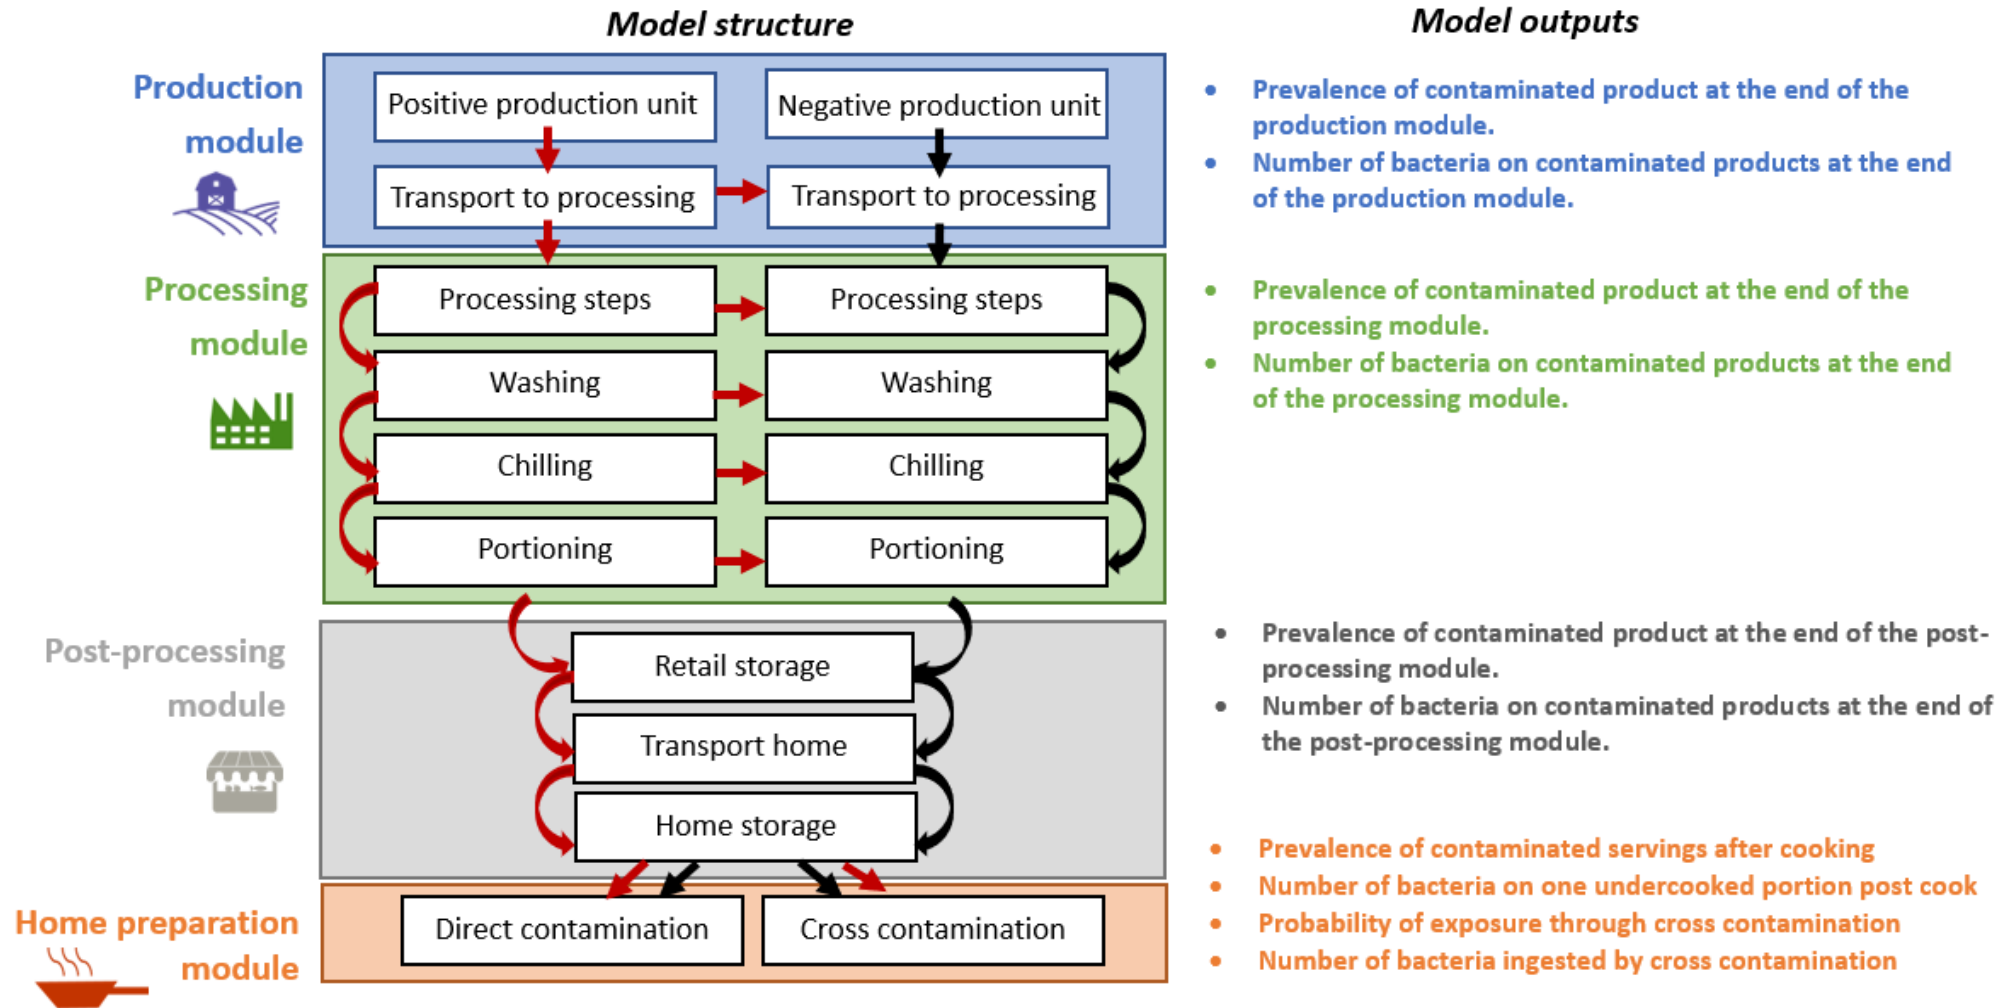 Model structure
Model outputs
Production
module
Positive production unit
Negative production unit
Transport to processing
Transport to processing
• Prevalence of contaminated product at the end of the
production module.
• Number of bacteria on contaminated products at the end
of the production module.
Processing
module
Processing steps
Processing steps
Washing
Washing
Chilling
Chilling
Portioning
Portioning
• Prevalence of contaminated product at the end of the
processing module.
• Number of bacteria on contaminated products at the end
of the processing module.
Post-processing
module
Retail storage
Transport home
Home storage
• Prevalence of contaminated product at the end of the post-
processing module.
• Number of bacteria on contaminated products at the end of
the post-processing module.
Home preparation
module
Direct contamination
Cross contamination
• Prevalence of contaminated servings after cooking
• Number of bacteria on one undercooked portion post cook
• Probability of exposure through cross contamination
• Number of bacteria ingested by cross contamination